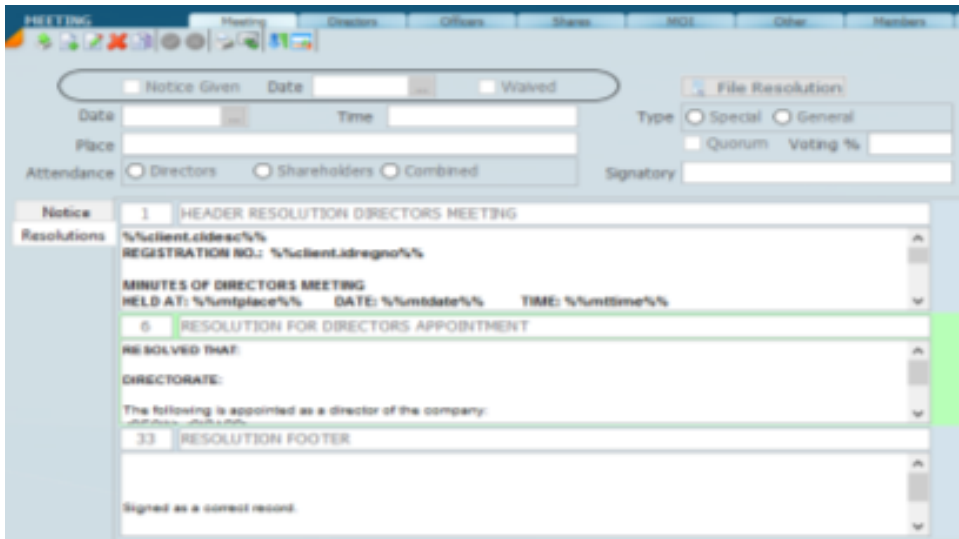 MEETING Meeting Directors Officers Shares MOI Other Members
Notice Given Date ... Waived File Resolution
Date ... Time Type Special General
Place Quorum Voting %
Attendance Directors Shareholders Combined Signatory
Notice 1 HEADER RESOLUTION DIRECTORS MEETING
Resolutions %%client.cldesc%%
REGISTRATION NO.: %%client.idregno%%
MINUTES OF DIRECTORS MEETING
HELD AT: %%mtplace%% DATE: %%mtdate%% TIME: %%mttime%%
6 RESOLUTION FOR DIRECTORS APPOINTMENT
RESOLVED THAT:
DIRECTORATE:
The following is appointed as a director of the company:
33 RESOLUTION FOOTER
Signed as a correct record.